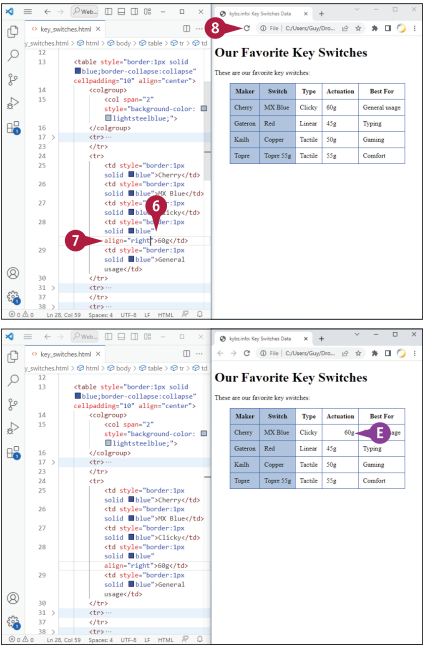 Web...
key_switches.html
y_switches.html > html > body > table > tr > td
12
13 <table style="border:1px solid
blue;border-collapse:collapse"
cellpadding="10" align="center">
14 <colgroup>
15 <col span="2"
style="background-color:
lightsteelblue;">
16 </colgroup>
17 > <tr>...
23 </tr>
24 <tr>
25 <td style="border:1px
solid blue">Cherry</td>
26 <td style="border:1px
solid blue">MX Blue</td>
27 <td style="border:1px
solid blue">Clicky</td>
28 <td style="border:1px
solid blue"
align="right">60g</td>
29 <td style="border:1px
solid blue">General
usage</td>
30 </tr>
31 > <tr>...
37 > <tr>...
38 > <tr>...
0 0 Ln 28, Col 59 Spaces: 4 UTF-8 LF HTML
6
7
8
kybz.info: Key Switches Data
File C:/Users/Guy/Dro...
Our Favorite Key Switches
These are our favorite key switches:
Maker Switch Type Actuation Best For
Cherry MX Blue Clicky 60g General usage
Gateron Red Linear 45g Typing
Kailh Copper Tactile 50g Gaming
Topre Topre 55g Tactile 55g Comfort
Web...
key_switches.html
y_switches.html > html > body > table > tr > td
12
13 <table style="border:1px solid
blue;border-collapse:collapse"
cellpadding="10" align="center">
14 <colgroup>
15 <col span="2"
style="background-color:
lightsteelblue;">
16 </colgroup>
17 > <tr>...
23 </tr>
24 <tr>
25 <td style="border:1px
solid blue">Cherry</td>
26 <td style="border:1px
solid blue">MX Blue</td>
27 <td style="border:1px
solid blue">Clicky</td>
28 <td style="border:1px
solid blue"
align="right">60g</td>
29 <td style="border:1px
solid blue">General
usage</td>
30 </tr>
31 > <tr>...
37 > <tr>...
38 > <tr>...
0 0 Ln 28, Col 59 Spaces: 4 UTF-8 LF HTML
kybz.info: Key Switches Data
File C:/Users/Guy/Dro...
Our Favorite Key Switches
These are our favorite key switches:
Maker Switch Type Actuation Best For
Cherry MX Blue Clicky 60g E age
Gateron Red Linear 45g Typing
Kailh Copper Tactile 50g Gaming
Topre Topre 55g Tactile 55g Comfort